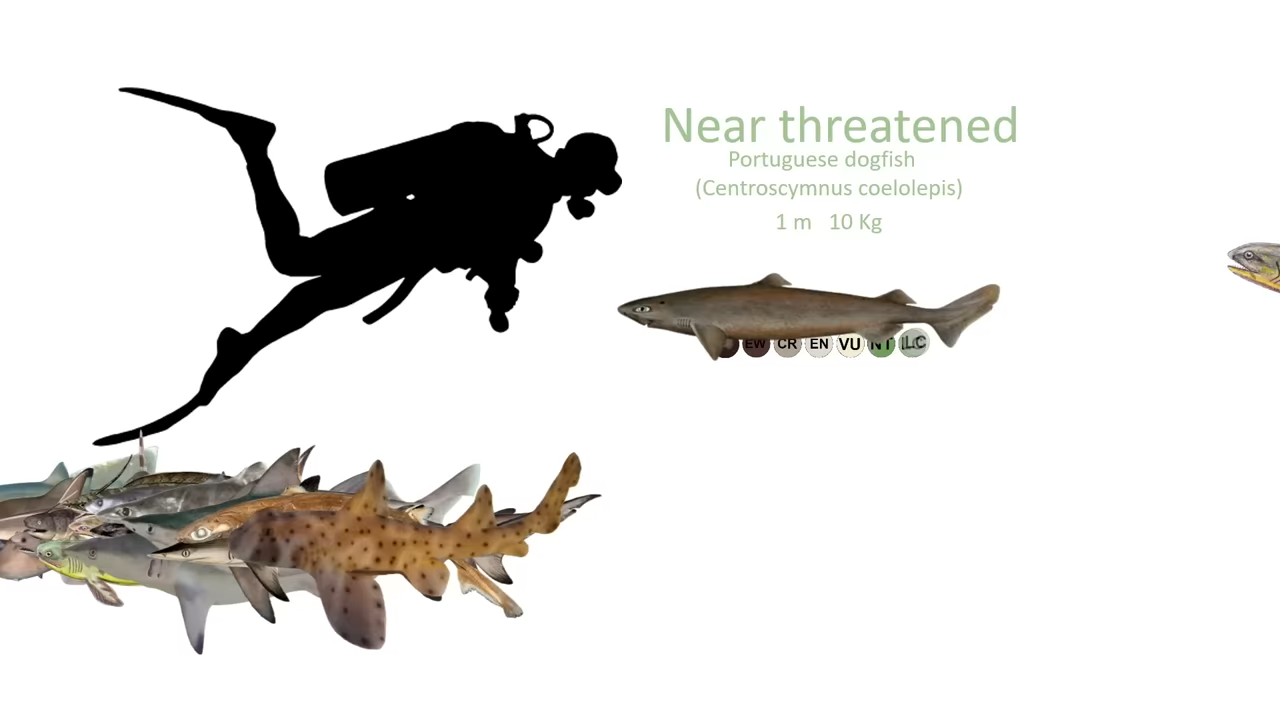 Near threatened
Portuguese dogfish
(Centroscymnus coelolepis)
1 m 10 Kg
EW CR EN VU NT LC